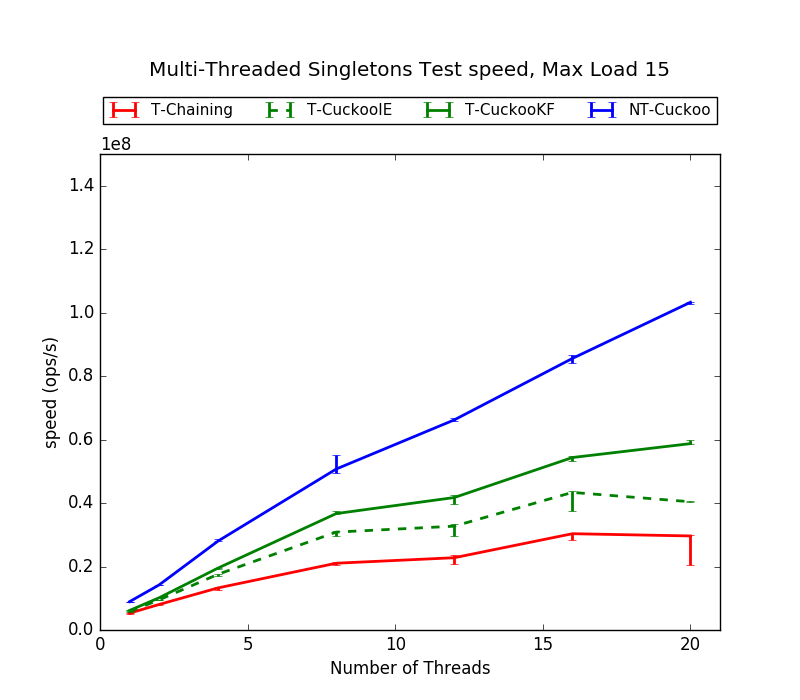 Multi-Threaded Singletons Test speed, Max Load 15
T-Chaining T-CuckooIE T-CuckooKF NT-Cuckoo
1e8
1.4
1.2
1.0
0.8
0.6
0.4
0.2
0.0
speed (ops/s)
0 5 10 15 20
Number of Threads